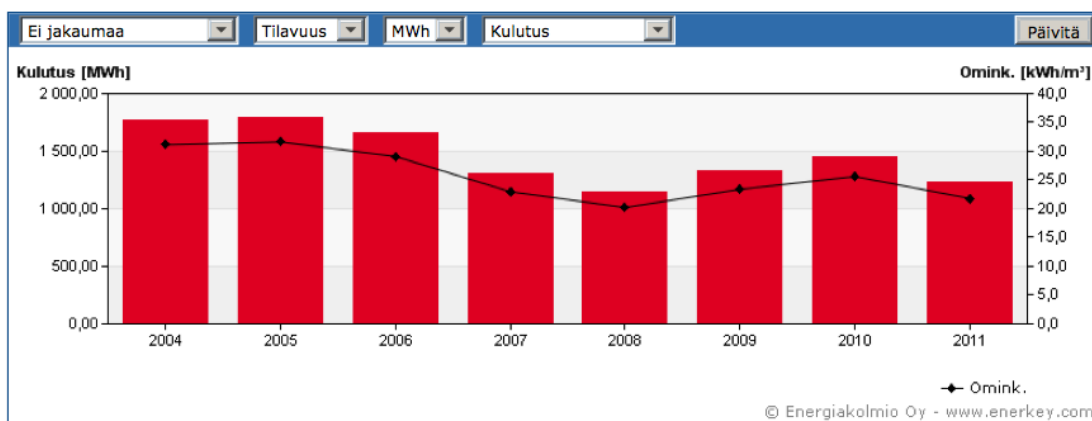 Ei jakaumaa Tilavuus MWh Kulutus Päivitä
Kulutus [MWh] Omink. [kWh/m³]
2 000,00 40,0
35,0
1 500,00 30,0
25,0
1 000,00 20,0
15,0
500,00 10,0
5,0
0,00 0,0
2004 2005 2006 2007 2008 2009 2010 2011
Omink.
© Energiakolmio Oy - www.enerkey.com